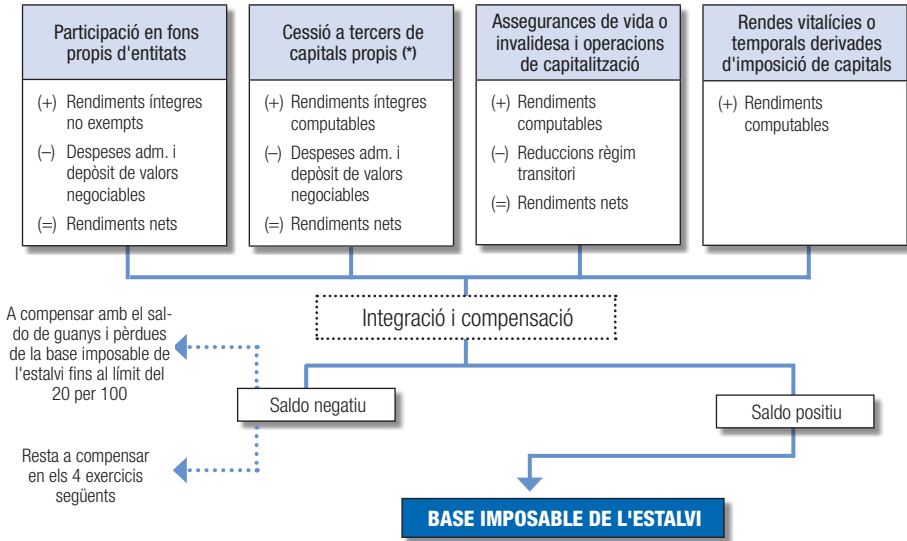 Participació en fons
propis d'entitats
(+) Rendiments íntegres
no exempts
(–) Despeses adm. i
depòsit de valors
negociables
(=) Rendiments nets
Cessió a tercers de
capitals propis (*)
(+) Rendiments íntegres
computables
(–) Despeses adm. i
depòsit de valors
negociables
(=) Rendiments nets
Assegurances de vida o
invalidesa i operacions
de capitalització
(+) Rendiments
computables
(–) Reduccions règim
transitori
(=) Rendiments nets
Rendes vitalícies o
temporals derivades
d'imposició de capitals
(+) Rendiments
computables
Integració i compensació
A compensar amb el sal-
do de guanys i pèrdues
de la base imposable de
l'estalvi fins al límit del
20 per 100
Saldo negatiu
Saldo positiu
Resta a compensar
en els 4 exercicis
següents
BASE IMPOSABLE DE L'ESTALVI